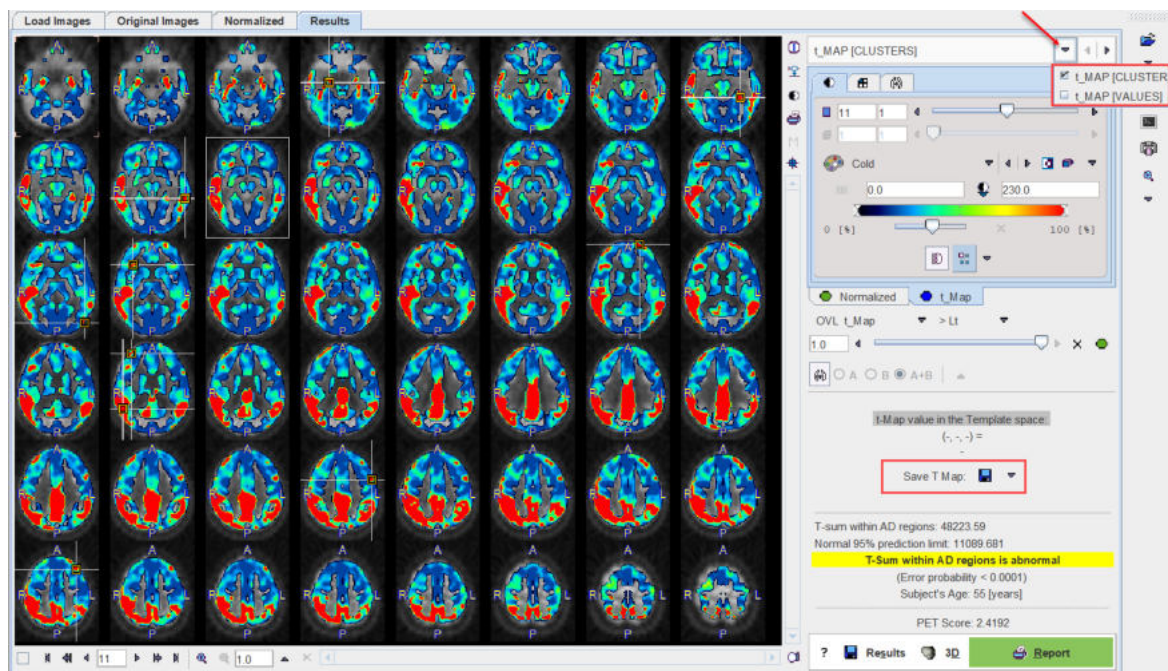 Load Images Original Images Normalized Results
t_MAP [CLUSTERS]
t_MAP [CLUSTER
t_MAP [VALUES]
11 1
1 1
Cold
0.0 230.0
0 [%] 100 [%]
Normalized t_Map
OVL t_Map > Lt
1.0
A B A+B
t-Map value in the Template space:
(-, -, -) =
-
Save T Map:
T-sum within AD regions: 48223.59
Normal 95% prediction limit: 11089.681
T-Sum within AD regions is abnormal
(Error probability < 0.0001)
Subject's Age: 55 [years]
PET Score: 2.4192
11 1.0
? Results 3D Report